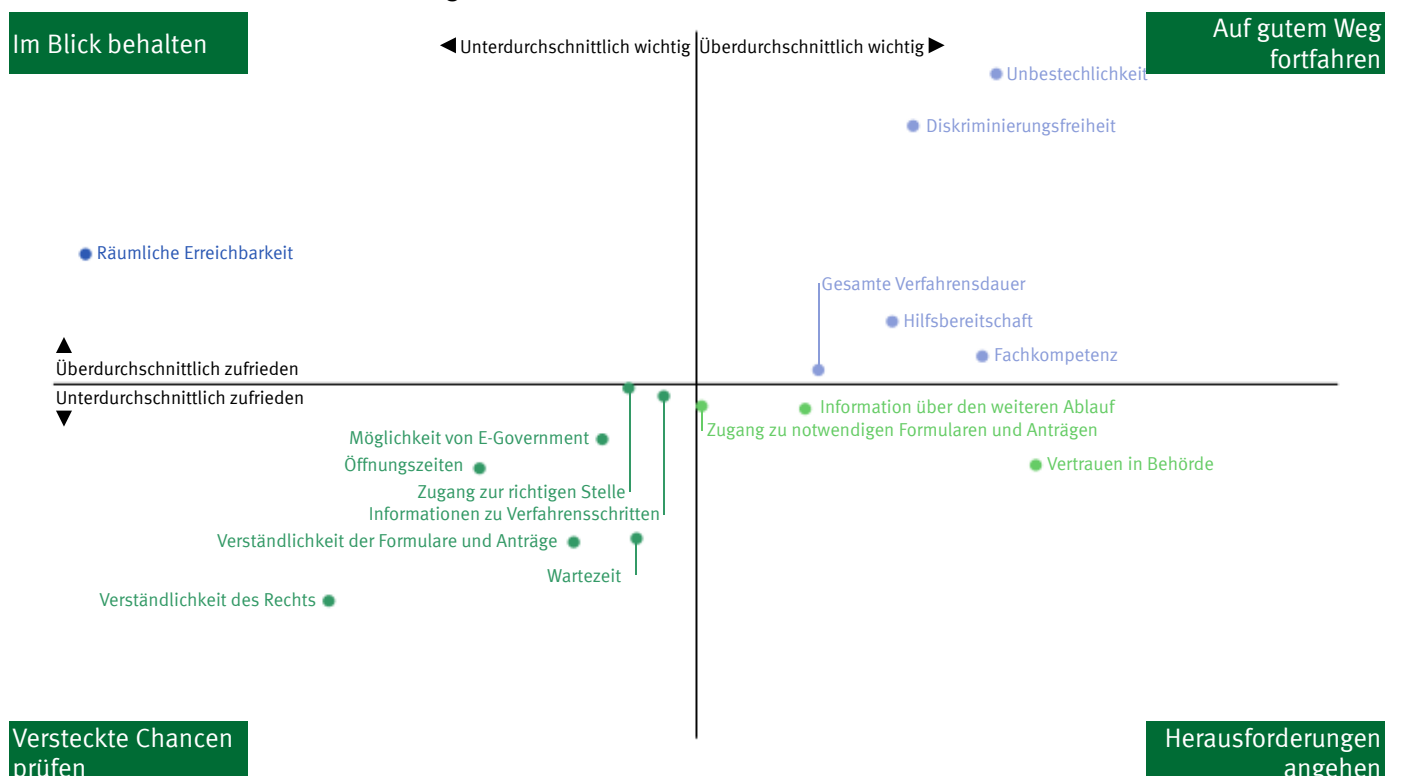 Im Blick behalten
◀ Unterdurchschnittlich wichtig
Überdurchschnittlich wichtig ▶
Auf gutem Weg
fortfahren
Unbestechlichkeit
Diskriminierungsfreiheit
Räumliche Erreichbarkeit
Gesamte Verfahrensdauer
Hilfsbereitschaft
Fachkompetenz
▲
Überdurchschnittlich zufrieden
Unterdurchschnittlich zufrieden
▼
Information über den weiteren Ablauf
Zugang zu notwendigen Formularen und Anträgen
Möglichkeit von E-Government
Öffnungszeiten
Vertrauen in Behörde
Zugang zur richtigen Stelle
Informationen zu Verfahrensschritten
Verständlichkeit der Formulare und Anträge
Wartezeit
Verständlichkeit des Rechts
Versteckte Chancen
prüfen
Herausforderungen
angehen